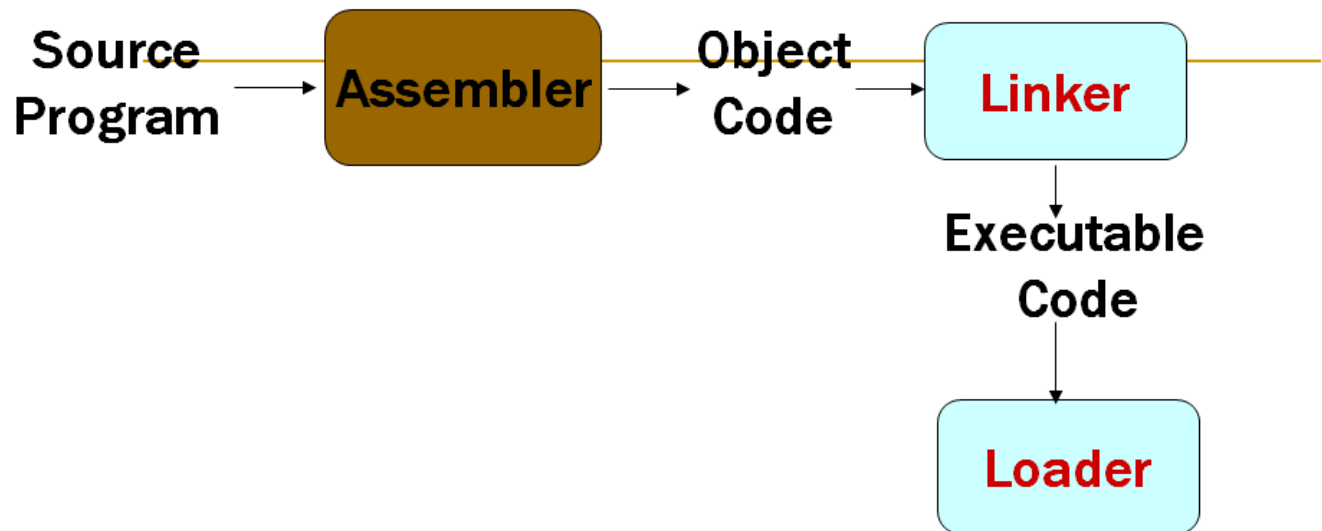 Source
Program
Assembler
Object
Code
Linker
Executable
Code
Loader